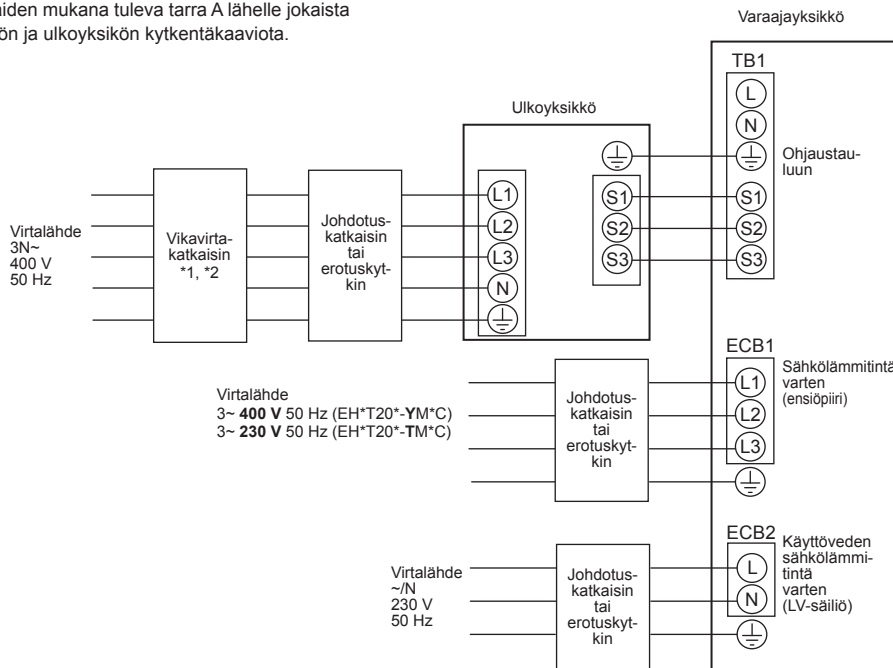 mukana tuleva tarra A lähelle jokaista
ja ulkoyksikön kytkentäkaaviota.
Varaajayksikkö
TB1
L
N
Ohjaustau-
luun
S1
S2
S3
Ulkoyksikkö
L1
L2
L3
N
S1
S2
S3
Johdotus-
katkaisin
tai
erotuskyt-
kin
Vikavirta-
katkaisin
*1, *2
Virtalähde
3N~
400 V
50 Hz
ECB1
L1
L2
L3
Sähkölämmitintä
varten
(ensiöpiiri)
Johdotus-
katkaisin
tai
erotuskyt-
kin
Virtalähde
3~ 400 V 50 Hz (EH*T20*-YM*C)
3~ 230 V 50 Hz (EH*T20*-TM*C)
ECB2
L
N
Käyttöveden
sähkölämmi-
tintä
varten
(LV-säiliö)
Johdotus-
katkaisin
tai
erotuskyt-
kin
Virtalähde
~/N
230 V
50 Hz